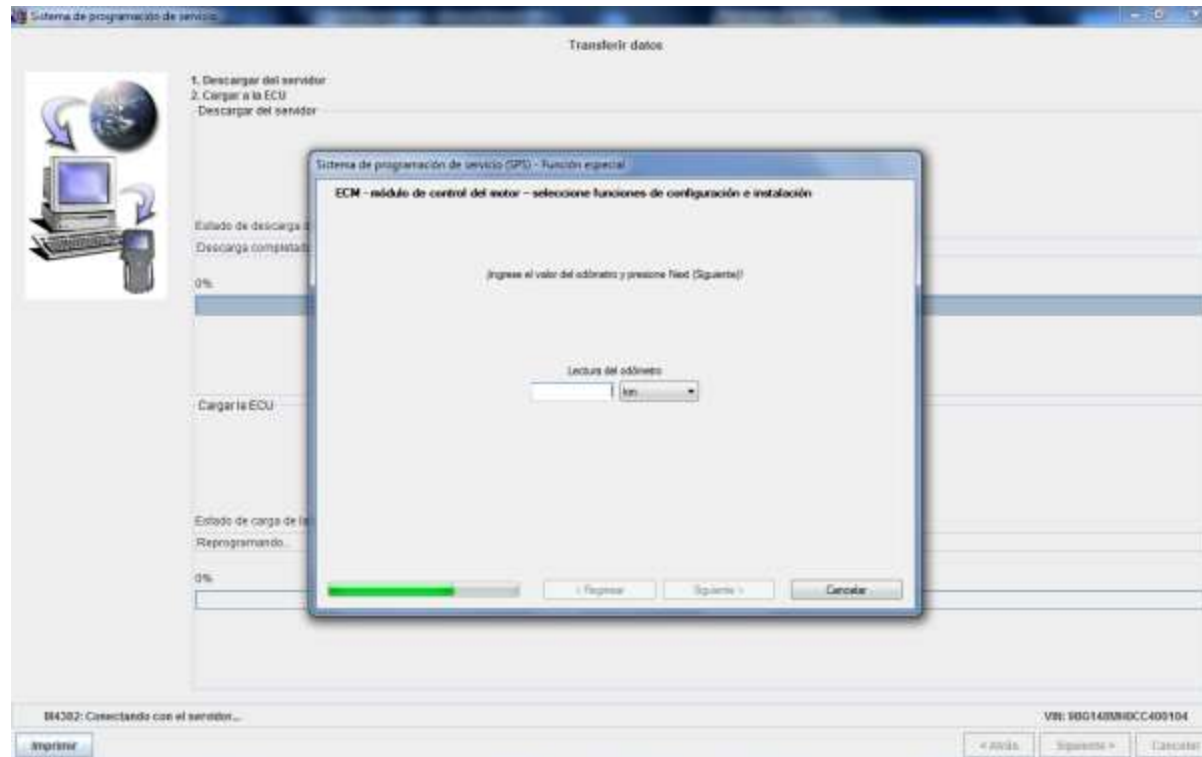 Sistema de programación de servicio
Transferir datos
1. Descargar del servidor
2. Cargar a la ECU
Descargar del servidor
Sistema de programación de servicio (SPS) - Función especial
ECM - módulo de control del motor – seleccione funciones de configuración e instalación
Estado de descarga
Descarga completad
¡Ingrese el valor del odómetro y presione Next (Siguiente)!
0%
Lectura del odómetro
km
Cargar la ECU
Estado de carga de la
Reprogramando...
0%
< Regresar
Siguiente >
Cancelar
Conectando con el servidor...
VIN:
Imprimir
< Atrás
Siguiente >
Cancelar